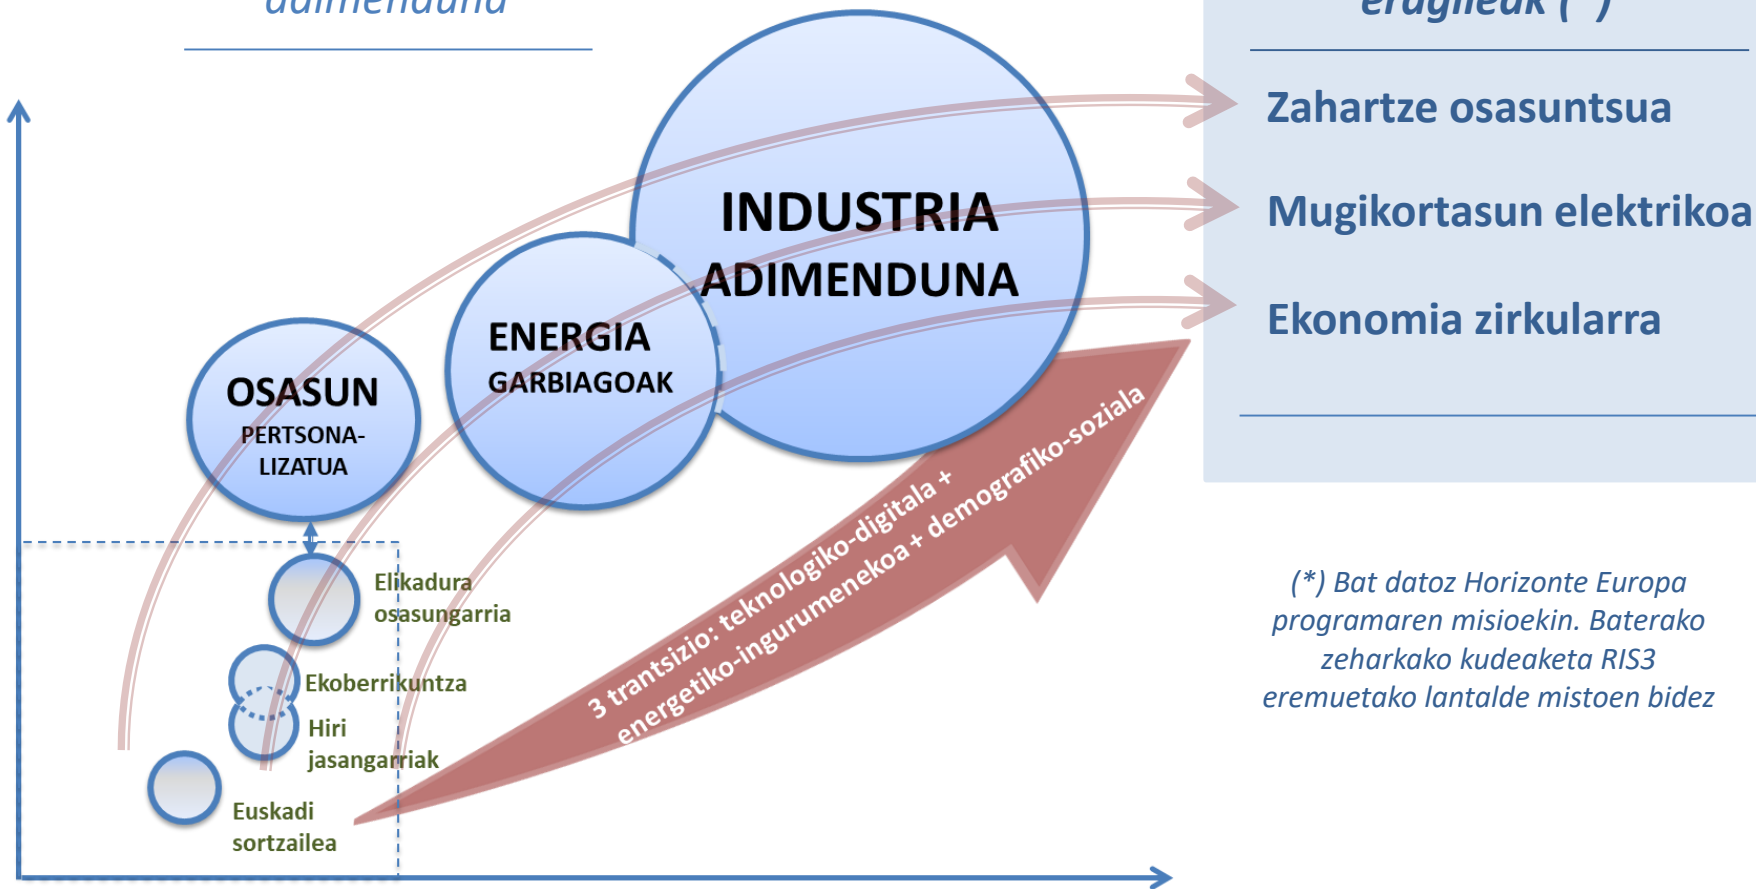 adimenduna
eragileak (*)
Zahartze osasuntsua
Mugikortasun elektrikoa
Ekonomia zirkularra
INDUSTRIA
ADIMENDUNA
ENERGIA
GARBIAGOAK
OSASUN
PERTSONA-
LIZATUA
Elikadura
osasungarria
Ekoberrikuntza
Hiri
jasangarriak
Euskadi
sortzailea
3 trantsizio: teknologiko-digitala +
energetiko-ingurumenekoa + demografiko-soziala
(*) Bat datoz Horizonte Europa
programaren misioekin. Baterako
zeharkako kudeaketa RIS3
eremuetako lantalde mistoen bidez